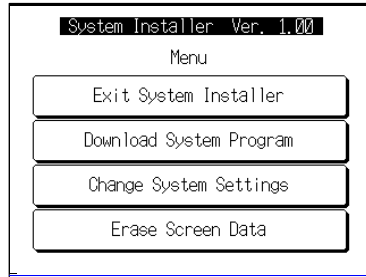 System Installer Ver. 1.00
Menu
Exit System Installer
Download System Program
Change System Settings
Erase Screen Data